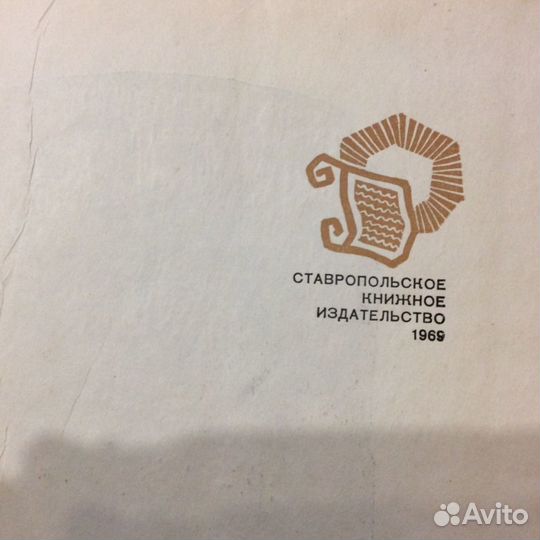 СТАВРОПОЛЬСКОЕ
КНИЖНОЕ
ИЗДАТЕЛЬСТВО
1969
Avito